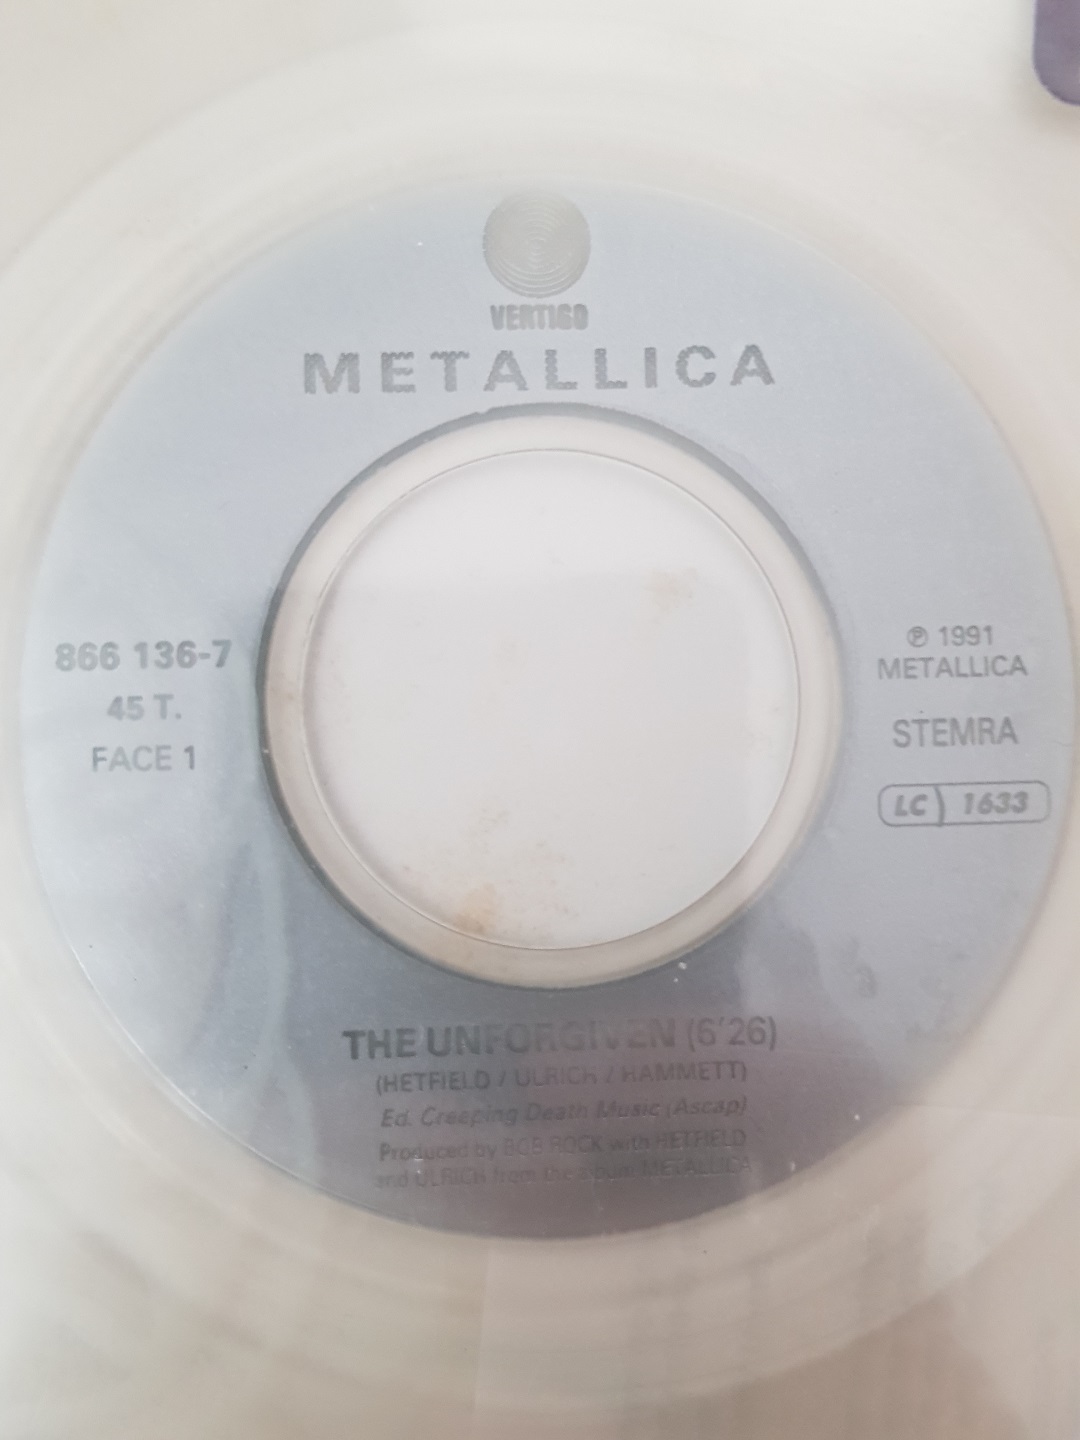 VERTIGO
METALLICA
866 136-7
45 T.
FACE 1
℗ 1991
METALLICA
STEMRA
LC 1633
THE UNFORGIVEN (6'26)
(HETFIELD / ULRICH / HAMMETT)
Ed. Creeping Death Music (Ascap)
Produced by BOB ROCK with HETFIELD
and ULRICH from the album METALLICA